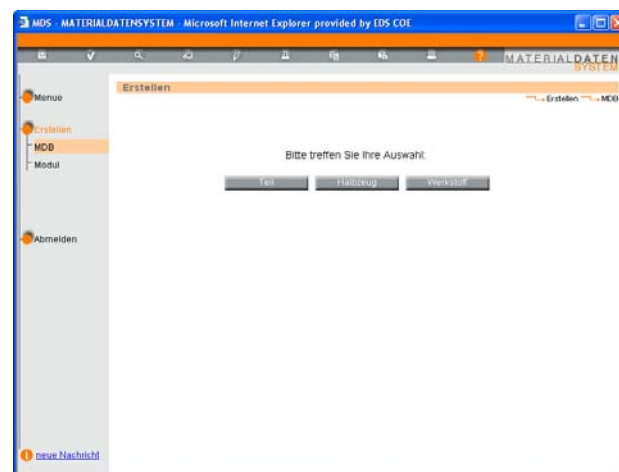 MDS - MATERIALDATENSYSTEM - Microsoft Internet Explorer provided by EDS COE
MATERIALDATEN
SYSTEM
Erstellen
Menue
Erstellen MDB
Erstellen
MDB
Modul
Bitte treffen Sie Ihre Auswahl:
Teil Halbzeug Werkstoff
Abmelden
neue Nachricht